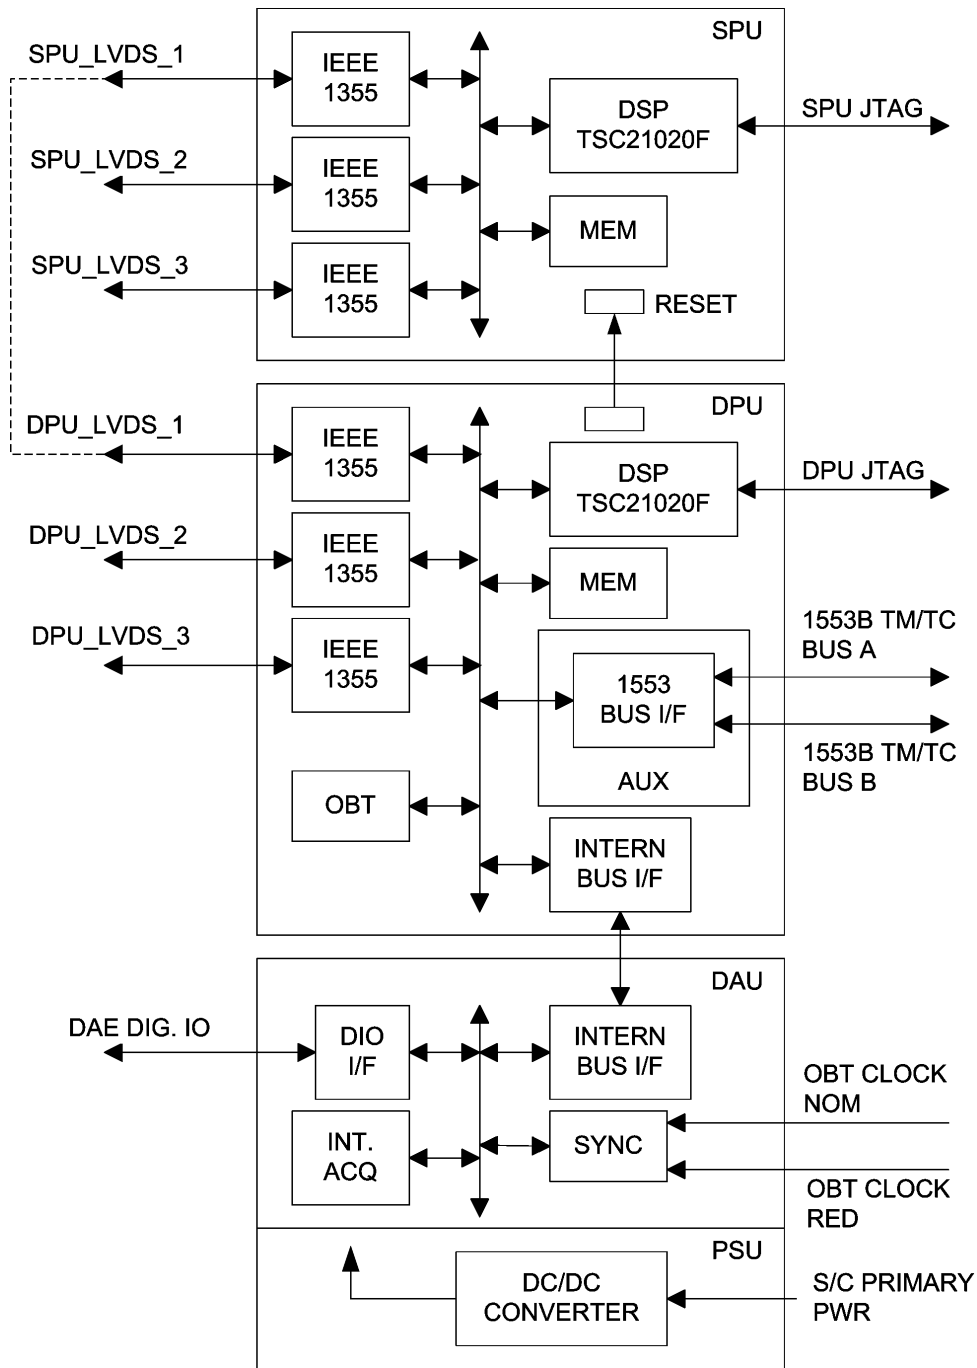 SPU
SPU_LVDS_1
IEEE
1355
DSP
TSC21020F
SPU JTAG
SPU_LVDS_2
IEEE
1355
MEM
SPU_LVDS_3
IEEE
1355
RESET
DPU
DPU_LVDS_1
IEEE
1355
DSP
TSC21020F
DPU JTAG
DPU_LVDS_2
IEEE
1355
MEM
DPU_LVDS_3
IEEE
1355
1553
BUS I/F
1553B TM/TC
BUS A
1553B TM/TC
BUS B
AUX
OBT
INTERN
BUS I/F
DAU
DAE DIG. IO
DIO
I/F
INTERN
BUS I/F
OBT CLOCK
NOM
INT.
ACQ
SYNC
OBT CLOCK
RED
PSU
DC/DC
CONVERTER
S/C PRIMARY
PWR